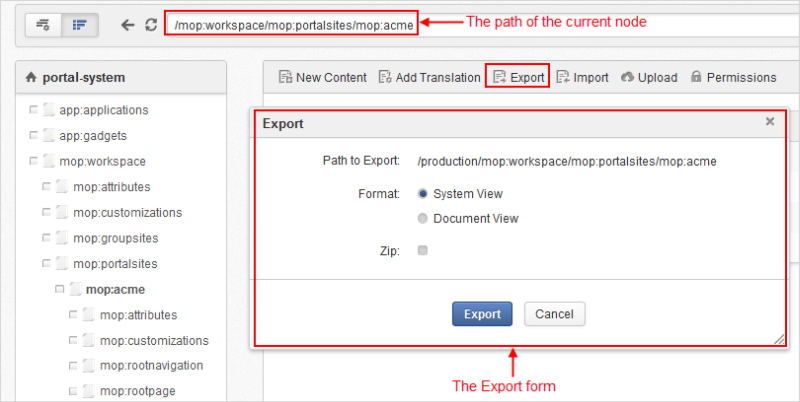 /mop:workspace/mop:portalsites/mop:acme
The path of the current node
portal-system
New Content
Add Translation
Export
Import
Upload
Permissions
app:applications
app:gadgets
mop:workspace
mop:attributes
mop:customizations
mop:groupsites
mop:portalsites
mop:acme
mop:attributes
mop:customizations
mop:rootnavigation
mop:rootpage
Export
Path to Export: /production/mop:workspace/mop:portalsites/mop:acme
Format: System View
Document View
Zip:
Export
Cancel
The Export form